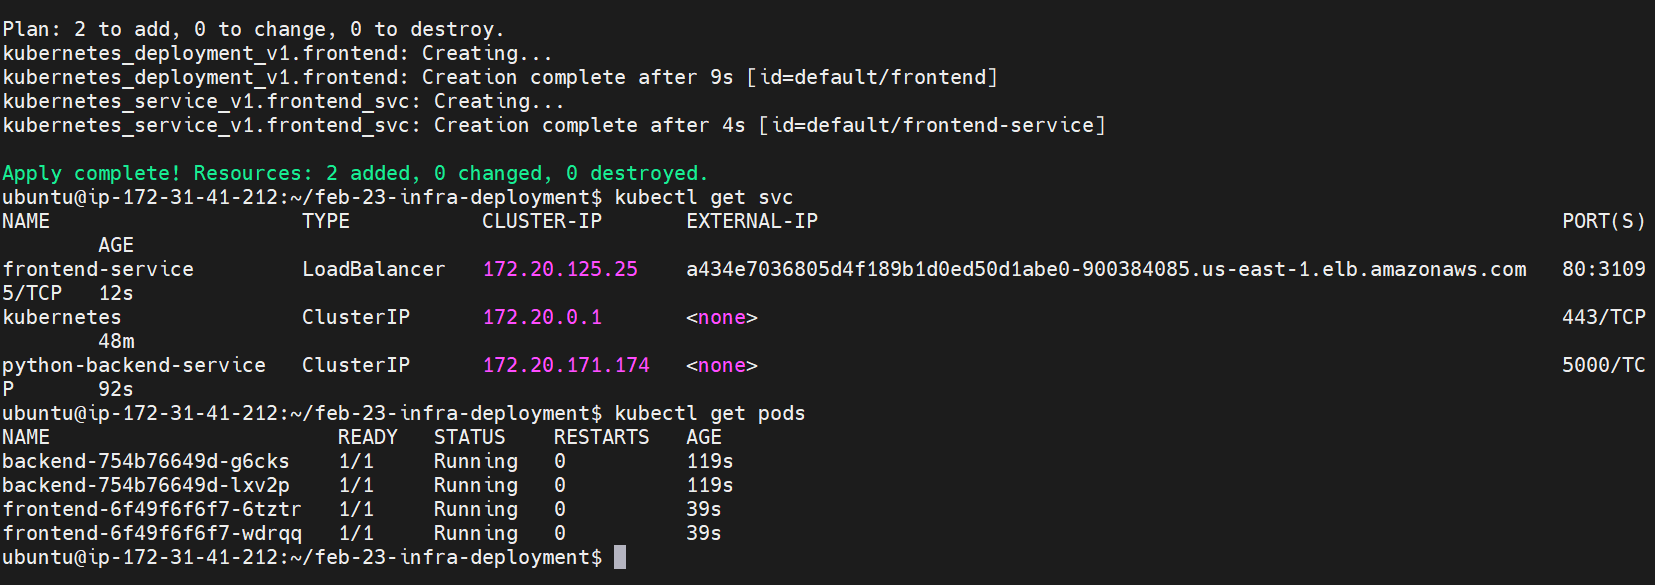 Plan: 2 to add, 0 to change, 0 to destroy.
kubernetes_deployment_v1.frontend: Creating...
kubernetes_deployment_v1.frontend: Creation complete after 9s [id=default/frontend]
kubernetes_service_v1.frontend_svc: Creating...
kubernetes_service_v1.frontend_svc: Creation complete after 4s [id=default/frontend-service]
Apply complete! Resources: 2 added, 0 changed, 0 destroyed.
ubuntu@ip-172-31-41-212:~/feb-23-infra-deployment$ kubectl get svc
NAME                     TYPE           CLUSTER-IP       EXTERNAL-IP                                                              PORT(S)
        AGE
frontend-service         LoadBalancer   172.20.125.25    a434e7036805d4f189b1d0ed50d1abe0-900384085.us-east-1.elb.amazonaws.com   80:3109
5/TCP   12s
kubernetes               ClusterIP      172.20.0.1       <none>                                                                   443/TCP
        48m
python-backend-service   ClusterIP      172.20.171.174   <none>                                                                   5000/TC
P       92s
ubuntu@ip-172-31-41-212:~/feb-23-infra-deployment$ kubectl get pods
NAME                        READY   STATUS    RESTARTS   AGE
backend-754b76649d-g6cks    1/1     Running   0          119s
backend-754b76649d-lxv2p    1/1     Running   0          119s
frontend-6f49f6f6f7-6tztr   1/1     Running   0          39s
frontend-6f49f6f6f7-wdrqq   1/1     Running   0          39s
ubuntu@ip-172-31-41-212:~/feb-23-infra-deployment$